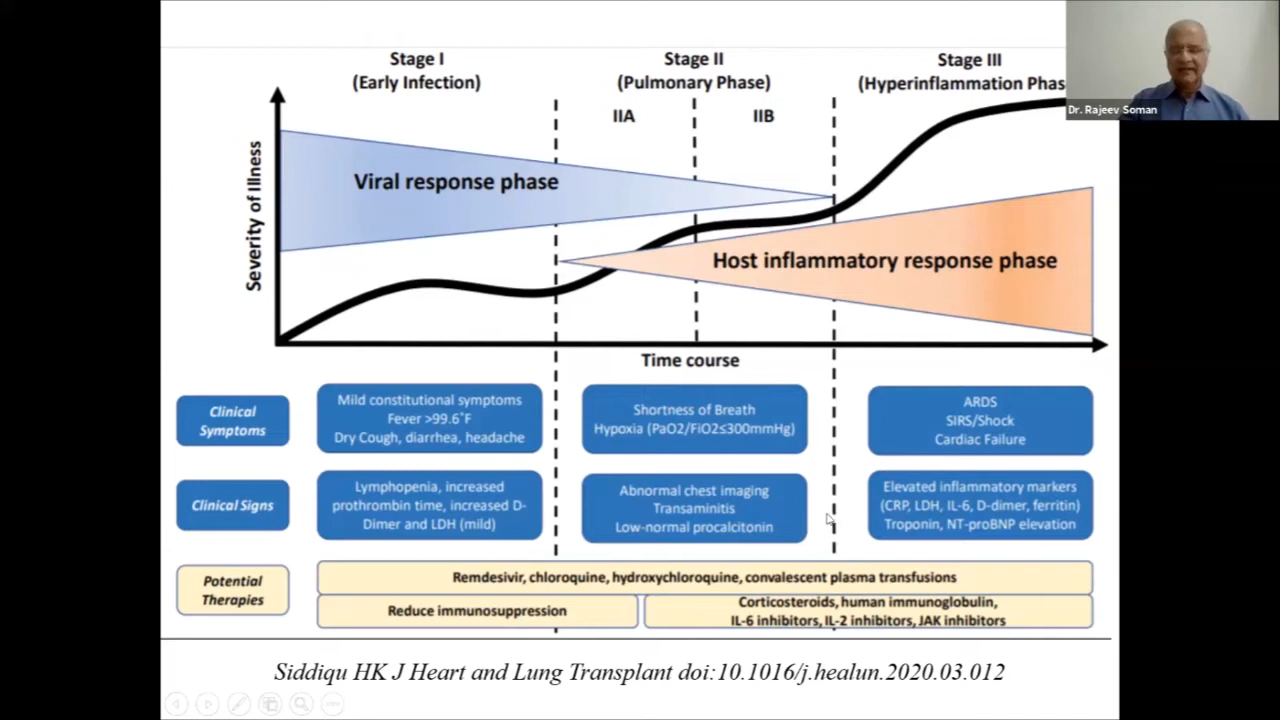 Stage I
(Early Infection)
Stage II
(Pulmonary Phase)
Stage III
(Hyperinflammation Phas
Dr. Rajeev Soman
IIA
IIB
Severity of Illness
Viral response phase
Host inflammatory response phase
Time course
Clinical
Symptoms
Mild constitutional symptoms
Fever >99.6°F
Dry Cough, diarrhea, headache
Shortness of Breath
Hypoxia (PaO2/FiO2≤300mmHg)
ARDS
SIRS/Shock
Cardiac Failure
Clinical Signs
Lymphopenia, increased
prothrombin time, increased D-
Dimer and LDH (mild)
Abnormal chest imaging
Transaminitis
Low-normal procalcitonin
Elevated inflammatory markers
(CRP, LDH, IL-6, D-dimer, ferritin)
Troponin, NT-proBNP elevation
Potential
Therapies
Remdesivir, chloroquine, hydroxychloroquine, convalescent plasma transfusions
Reduce immunosuppression
Corticosteroids, human immunoglobulin,
IL-6 inhibitors, IL-2 inhibitors, JAK inhibitors
Siddiqu HK J Heart and Lung Transplant doi:10.1016/j.healun.2020.03.012